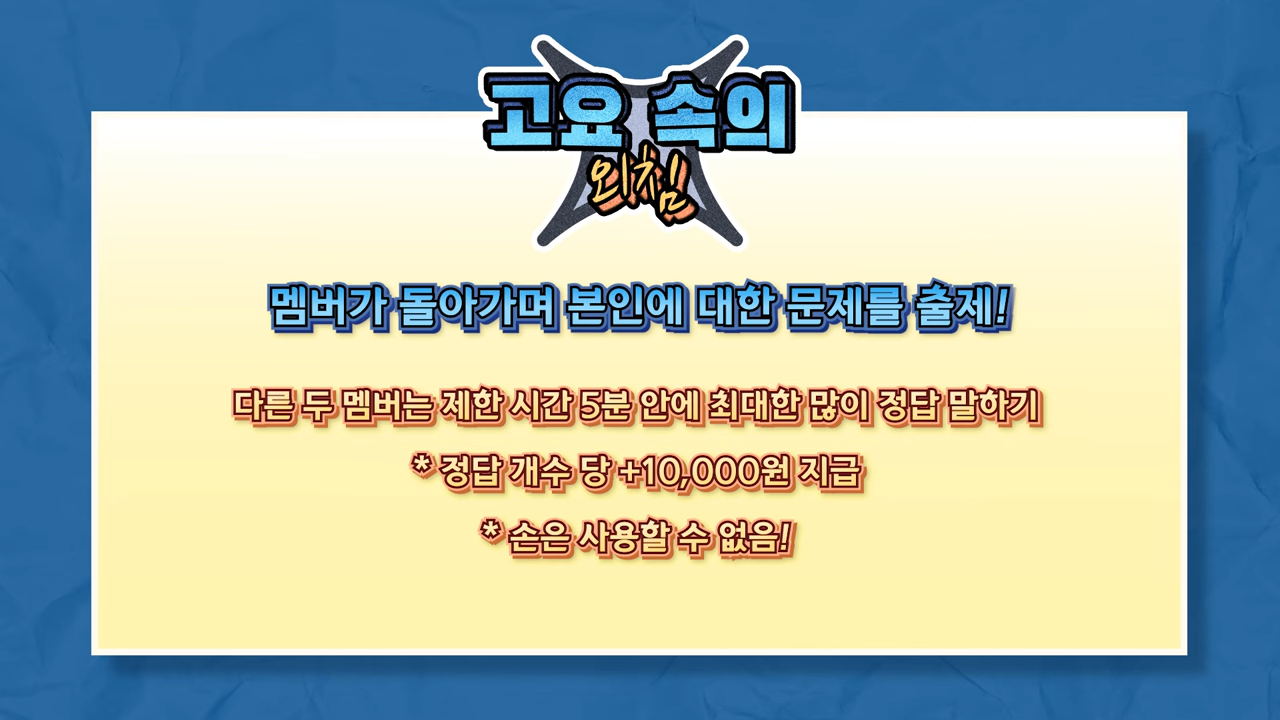 고요 속의
외침
멤버가 돌아가며 본인에 대한 문제를 출제!
다른 두 멤버는 제한 시간 5분 안에 최대한 많이 정답 말하기
* 정답 개수 당 +10,000원 지급
* 손은 사용할 수 없음!